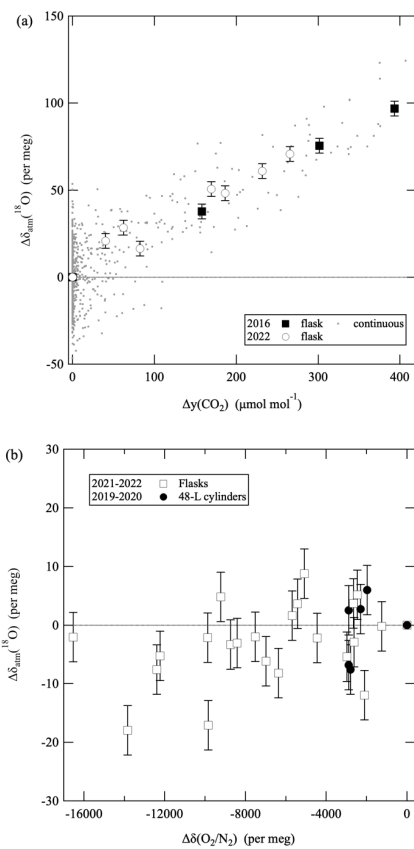 (a)
150
100
50
0
-50
Δδatm(18O) (per meg)
2016 flask continuous
2022 flask
0 100 200 300 400
Δy(CO2) (μmol mol-1)
(b)
30
20
10
0
-10
-20
-30
Δδatm(18O) (per meg)
2021-2022 Flasks
2019-2020 48-L cylinders
-16000 -12000 -8000 -4000 0
Δδ(O2/N2) (per meg)